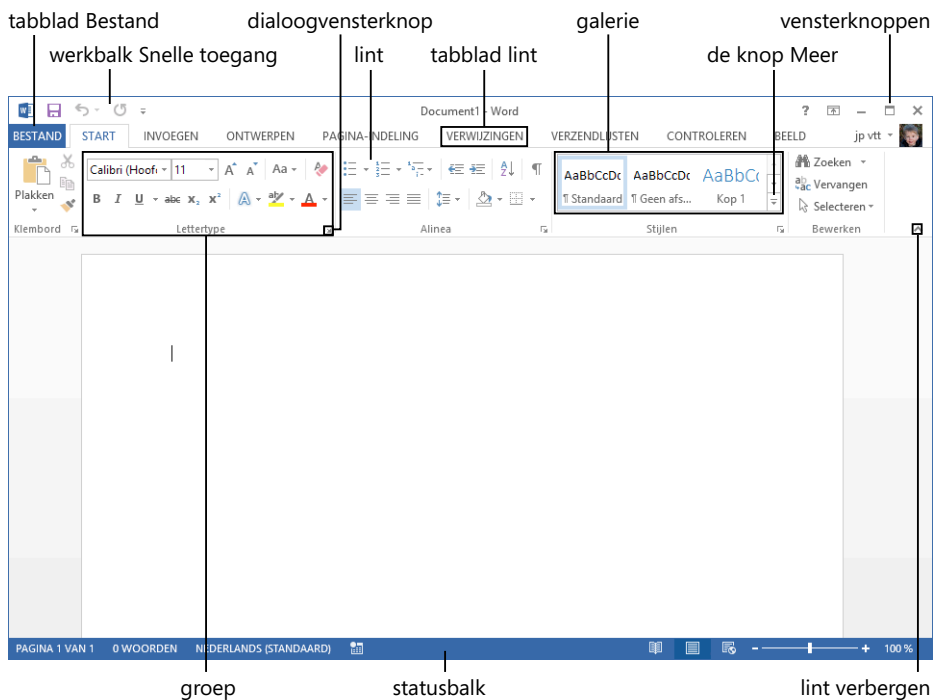 tabblad Bestand dialoogvensterknop galerie vensterknoppen
werkbalk Snelle toegang lint tabblad lint de knop Meer
Document1 - Word ?
BESTAND START INVOEGEN ONTWERPEN PAGINA-INDELING VERWIJZINGEN VERZENDLIJSTEN CONTROLEREN BEELD jp vtt
Calibri (Hoofd 11 A A Aa Zoeken
AaBbCcDc AaBbCcDc AaBbCc
Plakken Vervangen
B I U abc X₂ X² A ab A ¶ Standaard ¶ Geen afs... Kop 1 Selecteren
Klembord Lettertype Alinea Stijlen Bewerken
PAGINA 1 VAN 1 0 WOORDEN NEDERLANDS (STANDAARD) 100 %
groep statusbalk lint verbergen